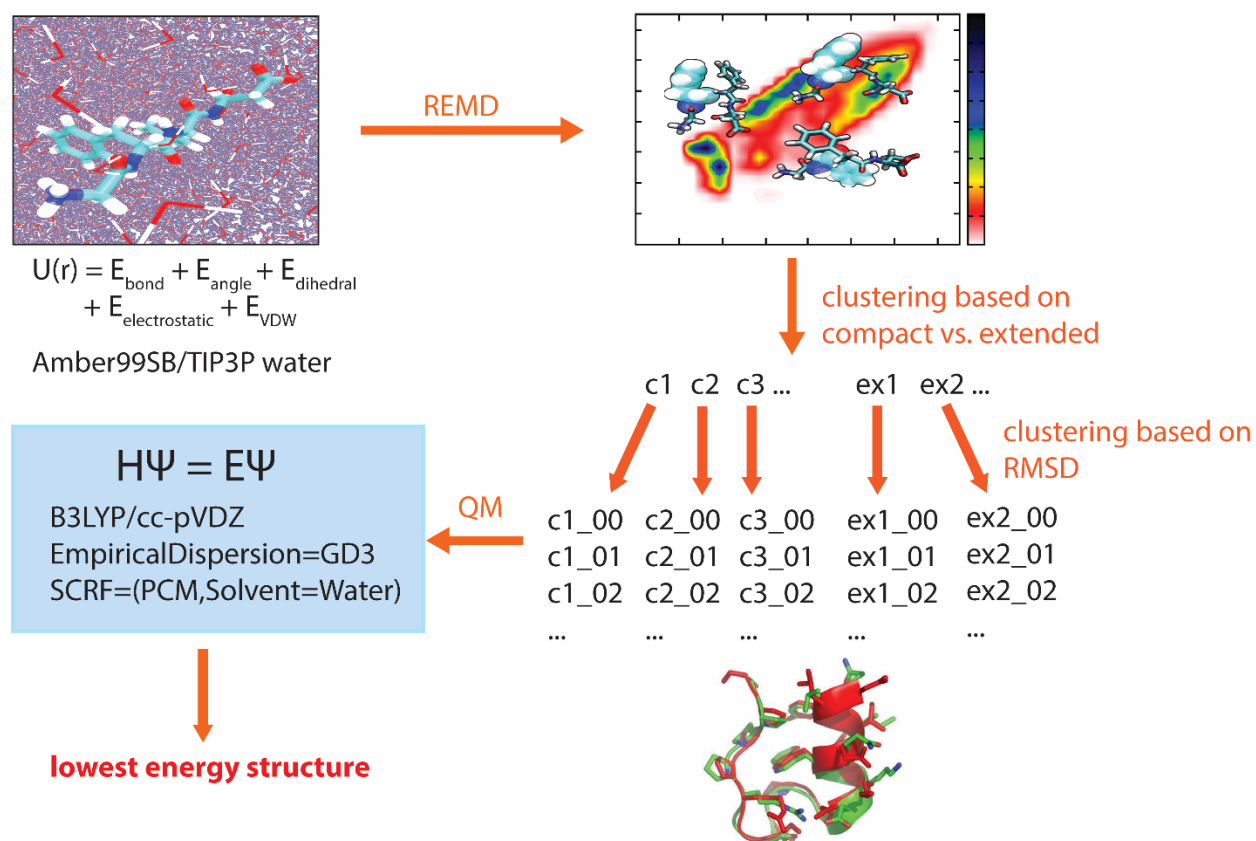 REMD
U(r) = E_bond + E_angle + E_dihedral
+ E_electrostatic + E_VDW
Amber99SB/TIP3P water
clustering based on
compact vs. extended
c1 c2 c3 ... ex1 ex2 ...
clustering based on
RMSD
HΨ = EΨ
B3LYP/cc-pVDZ
EmpiricalDispersion=GD3
SCRF=(PCM,Solvent=Water)
QM
c1_00 c2_00 c3_00 ex1_00 ex2_00
c1_01 c2_01 c3_01 ex1_01 ex2_01
c1_02 c2_02 c3_02 ex1_02 ex2_02
... ... ... ... ...
lowest energy structure